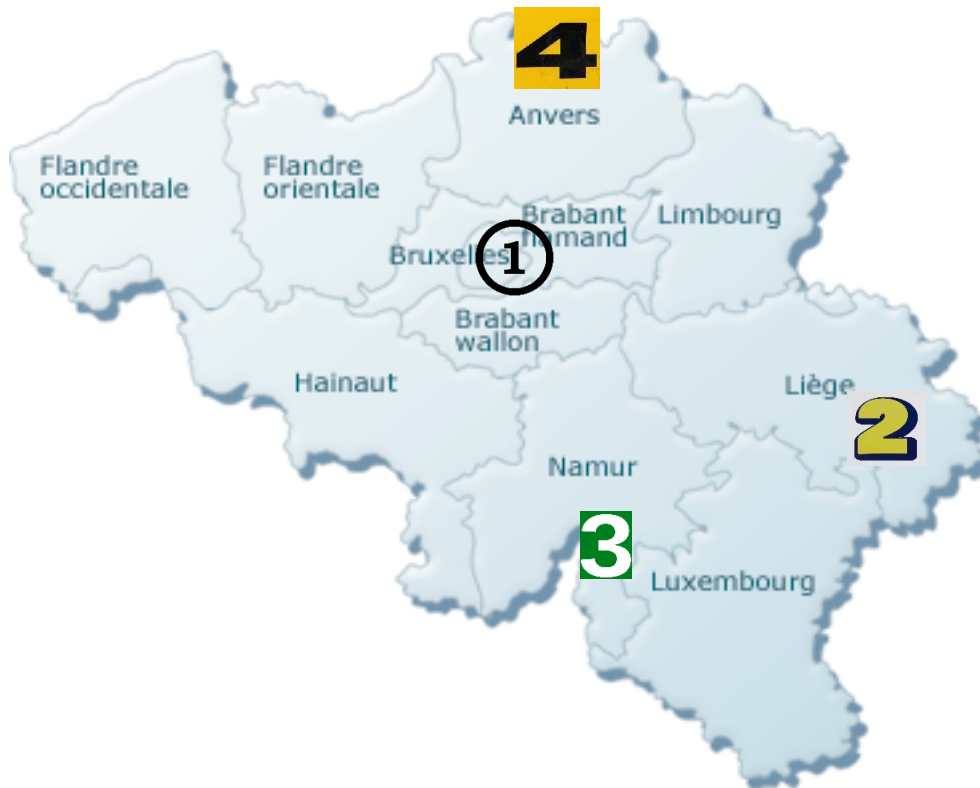 4
Anvers
Flandre
occidentale
Flandre
orientale
Brabant
flamand
Limbourg
Bruxelles
1
Brabant
wallon
Hainaut
Liège
2
Namur
3
Luxembourg